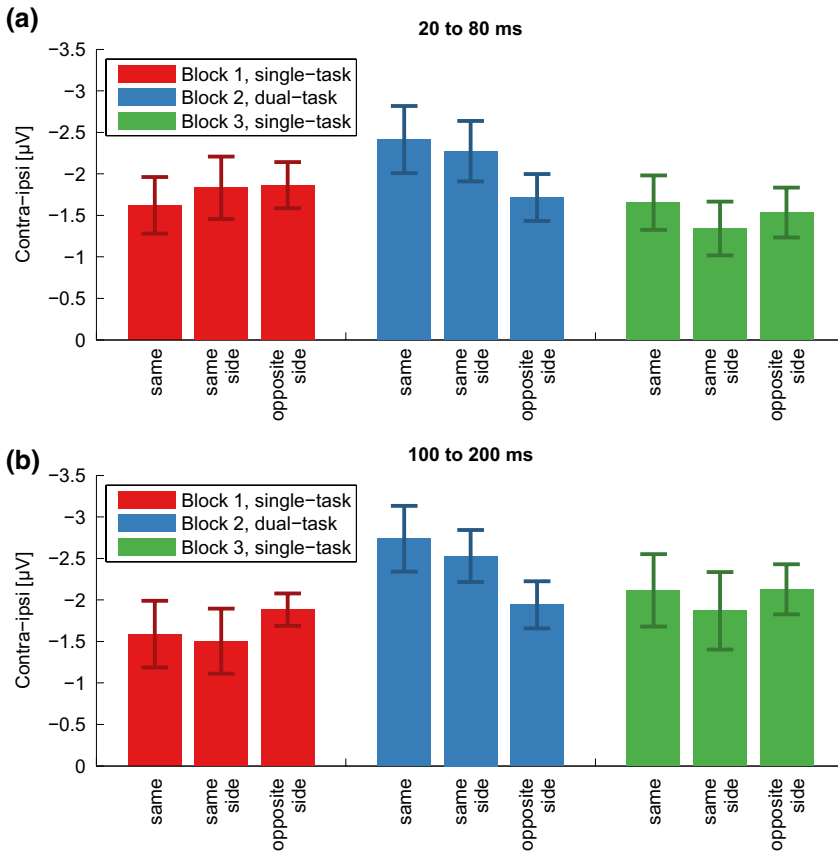 (a)
20 to 80 ms
Contra−ipsi [µV]
−3.5
−3
−2.5
−2
−1.5
−1
−0.5
0
Block 1, single−task
Block 2, dual−task
Block 3, single−task
same
same
side
opposite
side
same
same
side
opposite
side
same
same
side
opposite
side
(b)
100 to 200 ms
Contra−ipsi [µV]
−3.5
−3
−2.5
−2
−1.5
−1
−0.5
0
Block 1, single−task
Block 2, dual−task
Block 3, single−task
same
same
side
opposite
side
same
same
side
opposite
side
same
same
side
opposite
side